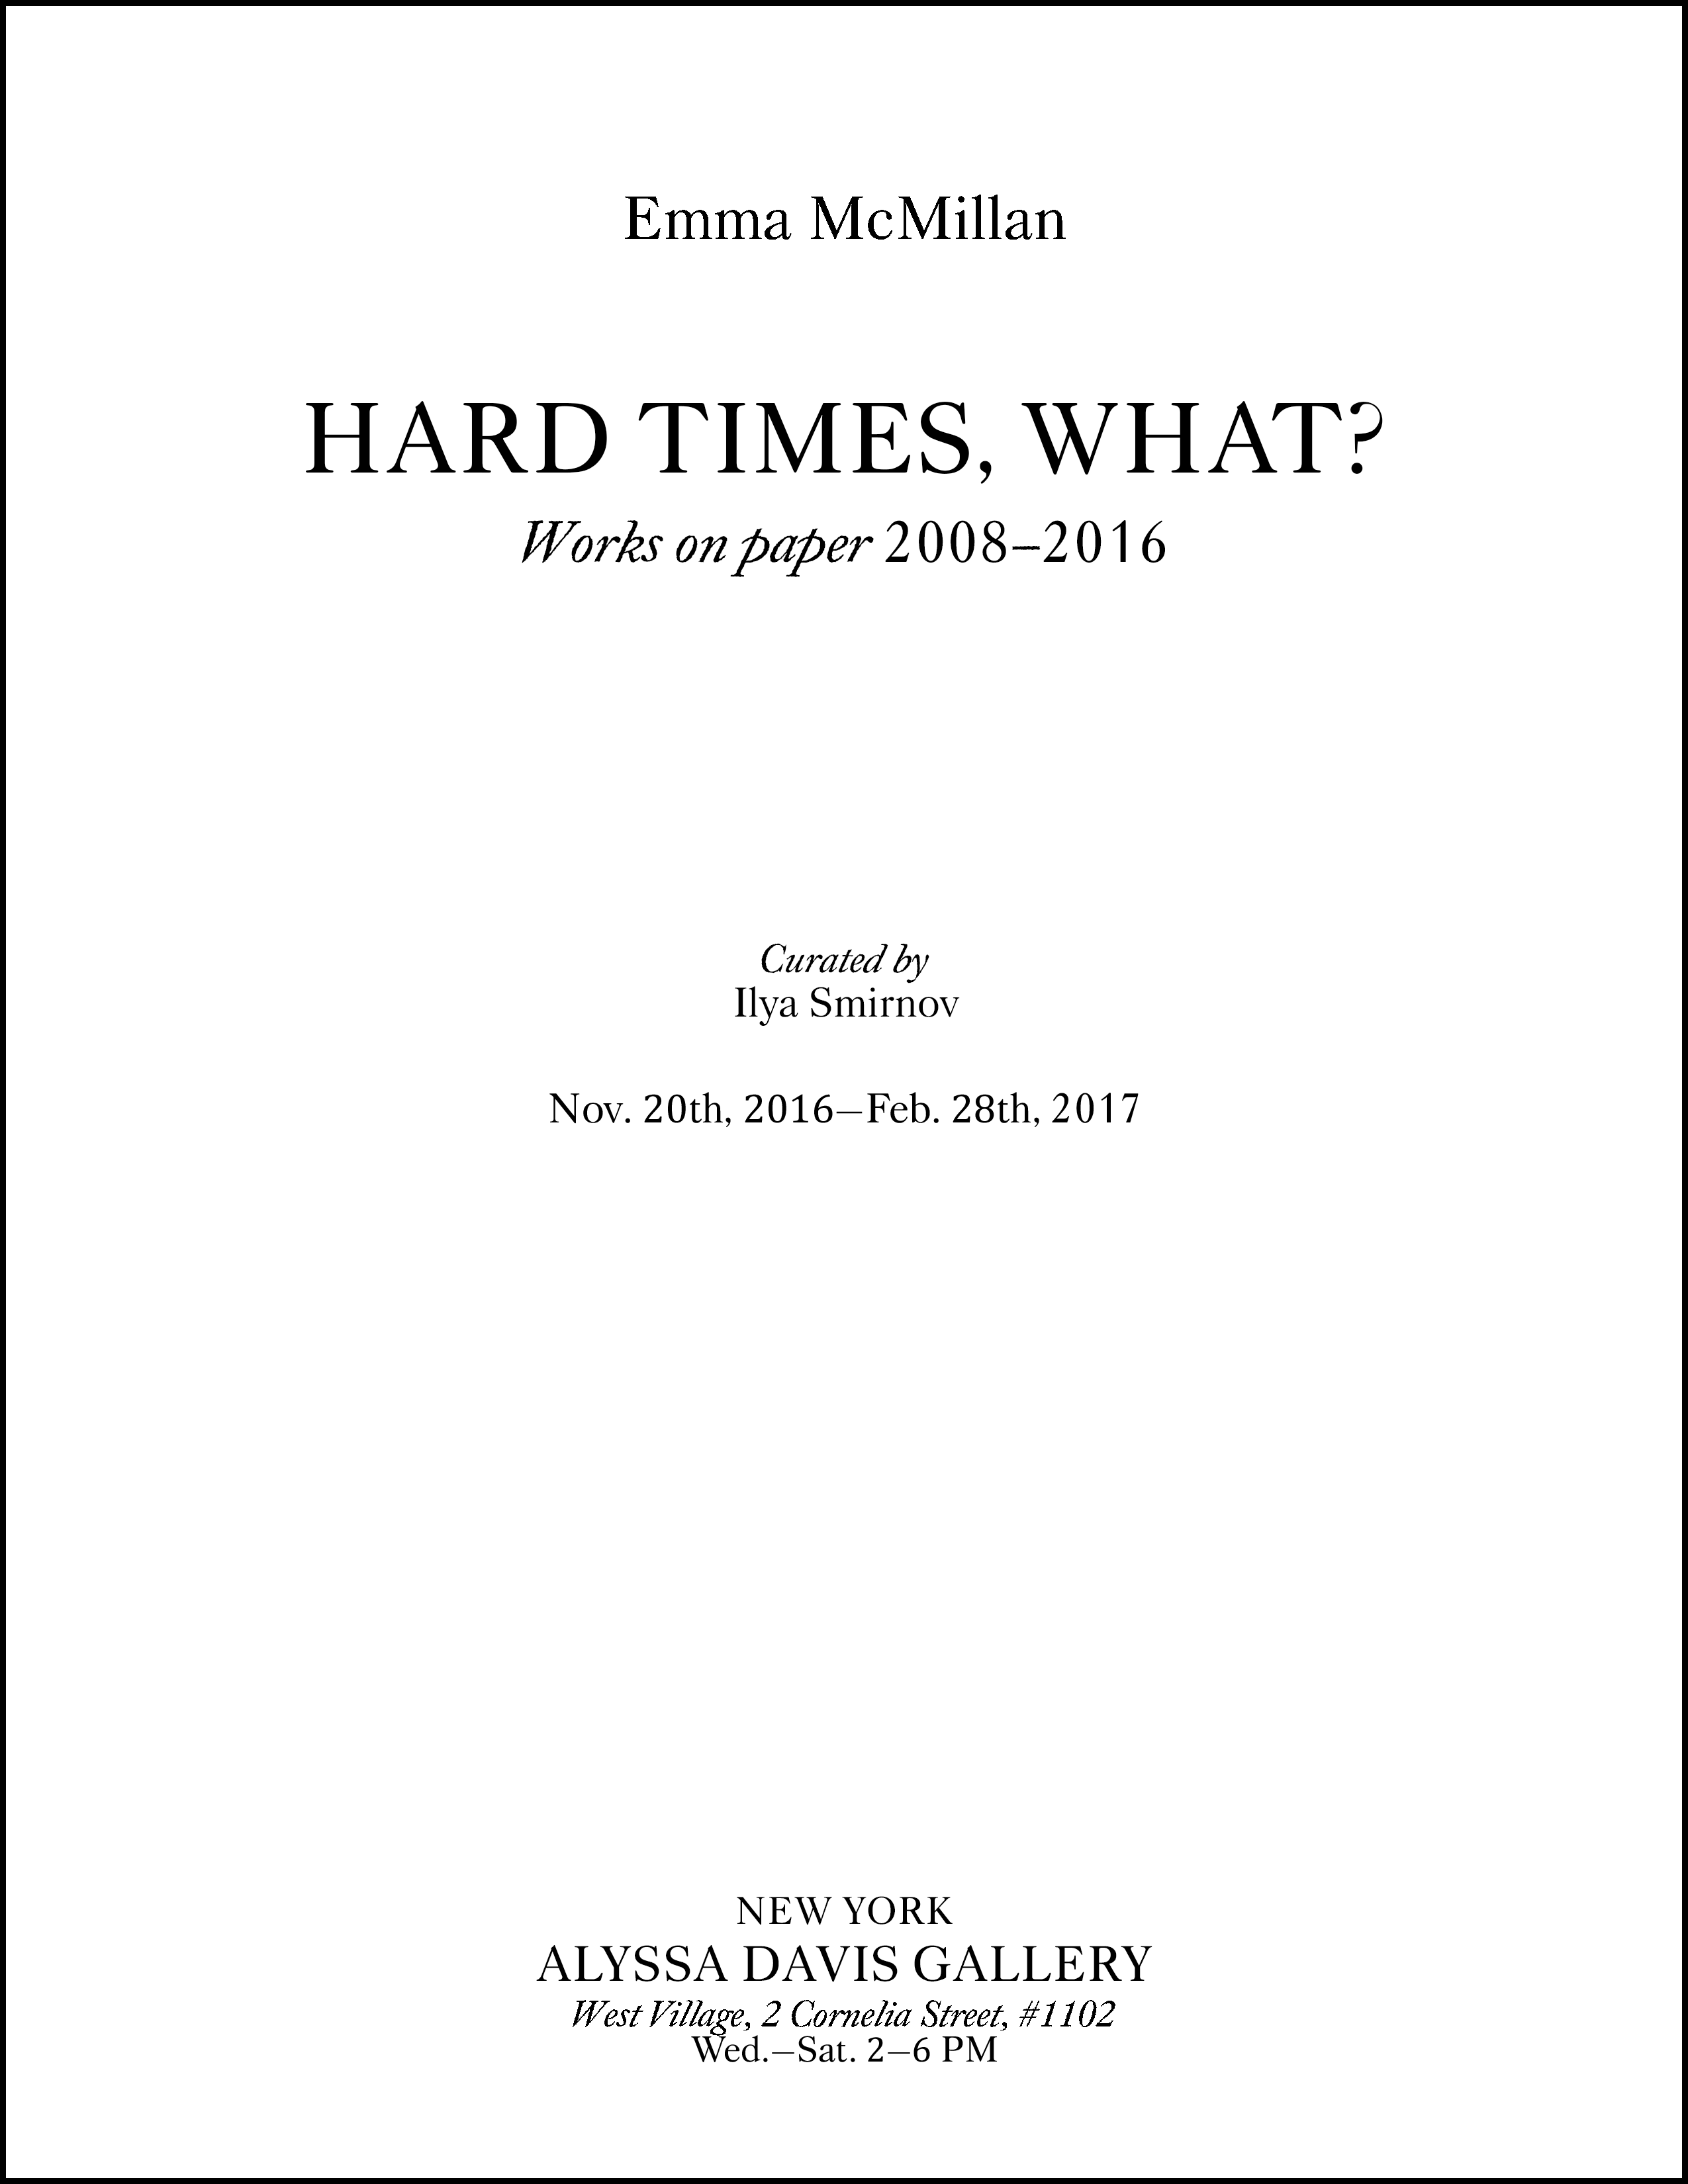 Emma McMillan
HARD TIMES, WHAT?
Works on paper 2008–2016
Curated by
Ilya Smirnov
Nov. 20th, 2016–Feb. 28th, 2017
NEW YORK
ALYSSA DAVIS GALLERY
West Village, 2 Cornelia Street, #1102
Wed.–Sat. 2–6 PM